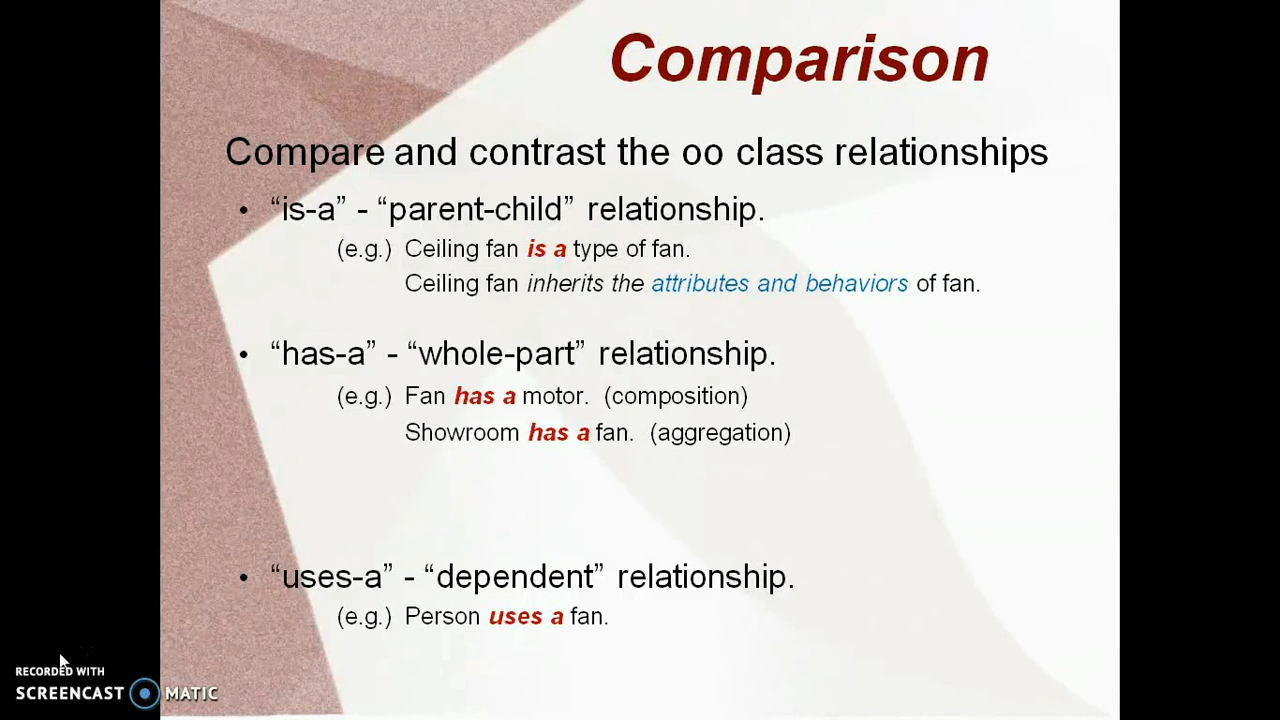 Comparison
Compare and contrast the oo class relationships
• “is-a” - “parent-child” relationship.
(e.g.) Ceiling fan is a type of fan.
Ceiling fan inherits the attributes and behaviors of fan.
• “has-a” - “whole-part” relationship.
(e.g.) Fan has a motor. (composition)
Showroom has a fan. (aggregation)
• “uses-a” - “dependent” relationship.
(e.g.) Person uses a fan.
RECORDED WITH
SCREENCAST MATIC